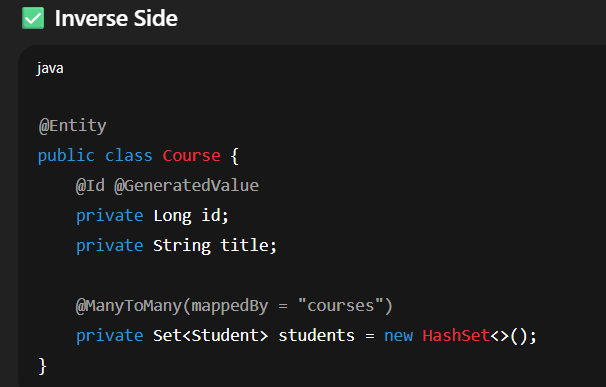 ✅ Inverse Side
java
@Entity
public class Course {
    @Id @GeneratedValue
    private Long id;
    private String title;
    @ManyToMany(mappedBy = "courses")
    private Set<Student> students = new HashSet<>();
}